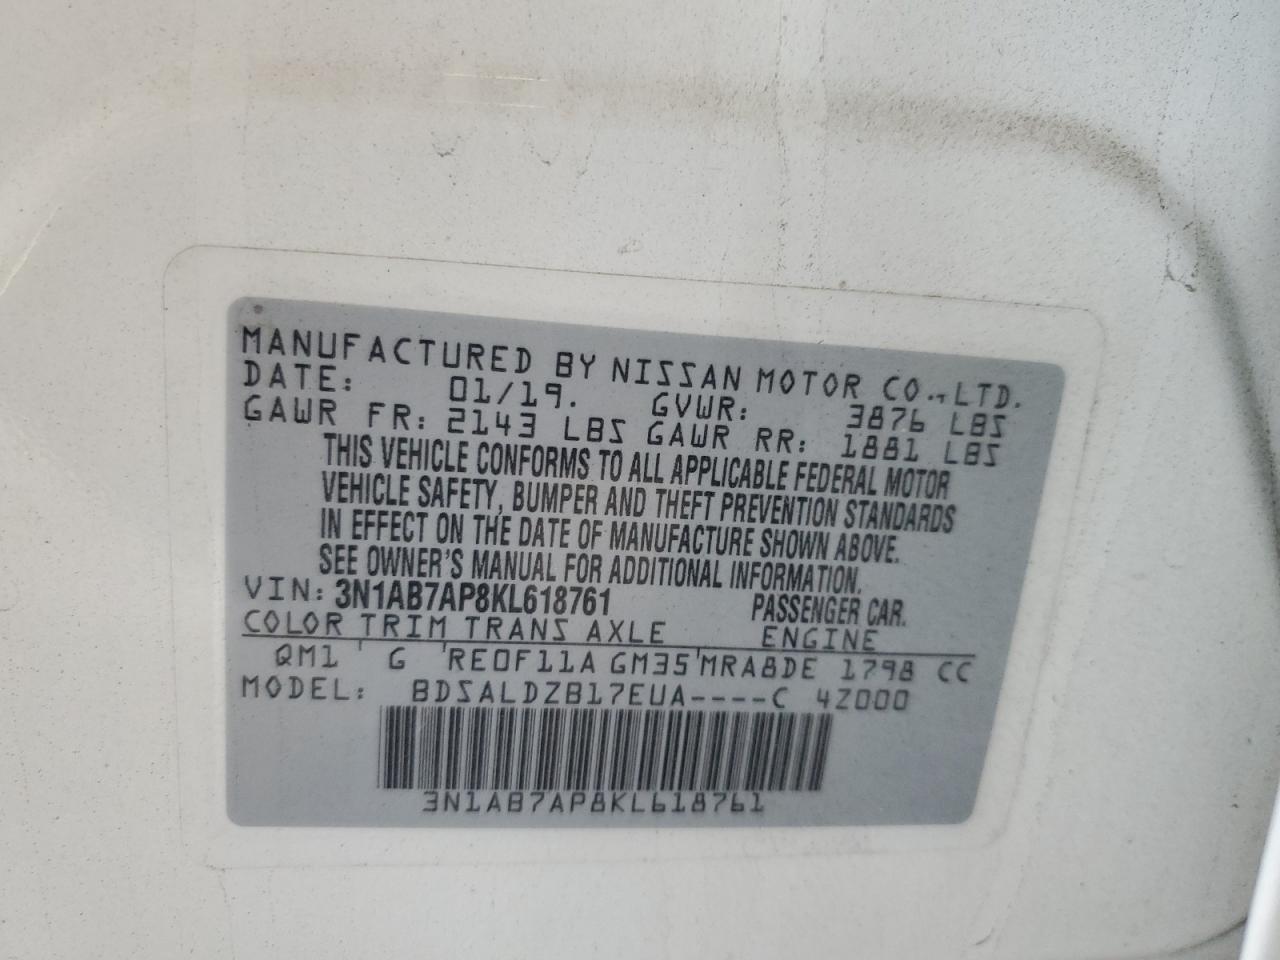 MANUFACTURED BY NISSAN MOTOR CO.,LTD.
DATE: 01/19. GVWR: 3876 LBS
GAWR FR: 2143 LBS GAWR RR: 1881 LBS
THIS VEHICLE CONFORMS TO ALL APPLICABLE FEDERAL MOTOR
VEHICLE SAFETY, BUMPER AND THEFT PREVENTION STANDARDS
IN EFFECT ON THE DATE OF MANUFACTURE SHOWN ABOVE.
SEE OWNER'S MANUAL FOR ADDITIONAL INFORMATION.
VIN: 3N1AB7AP8KL618761 PASSENGER CAR.
COLOR TRIM TRANS AXLE ENGINE
QM1 ' G 'RE0F11A GM35'MRA8DE 1798 CC
MODEL: BDSALDZB17EUA----C 4Z000
3N1AB7AP8KL618761